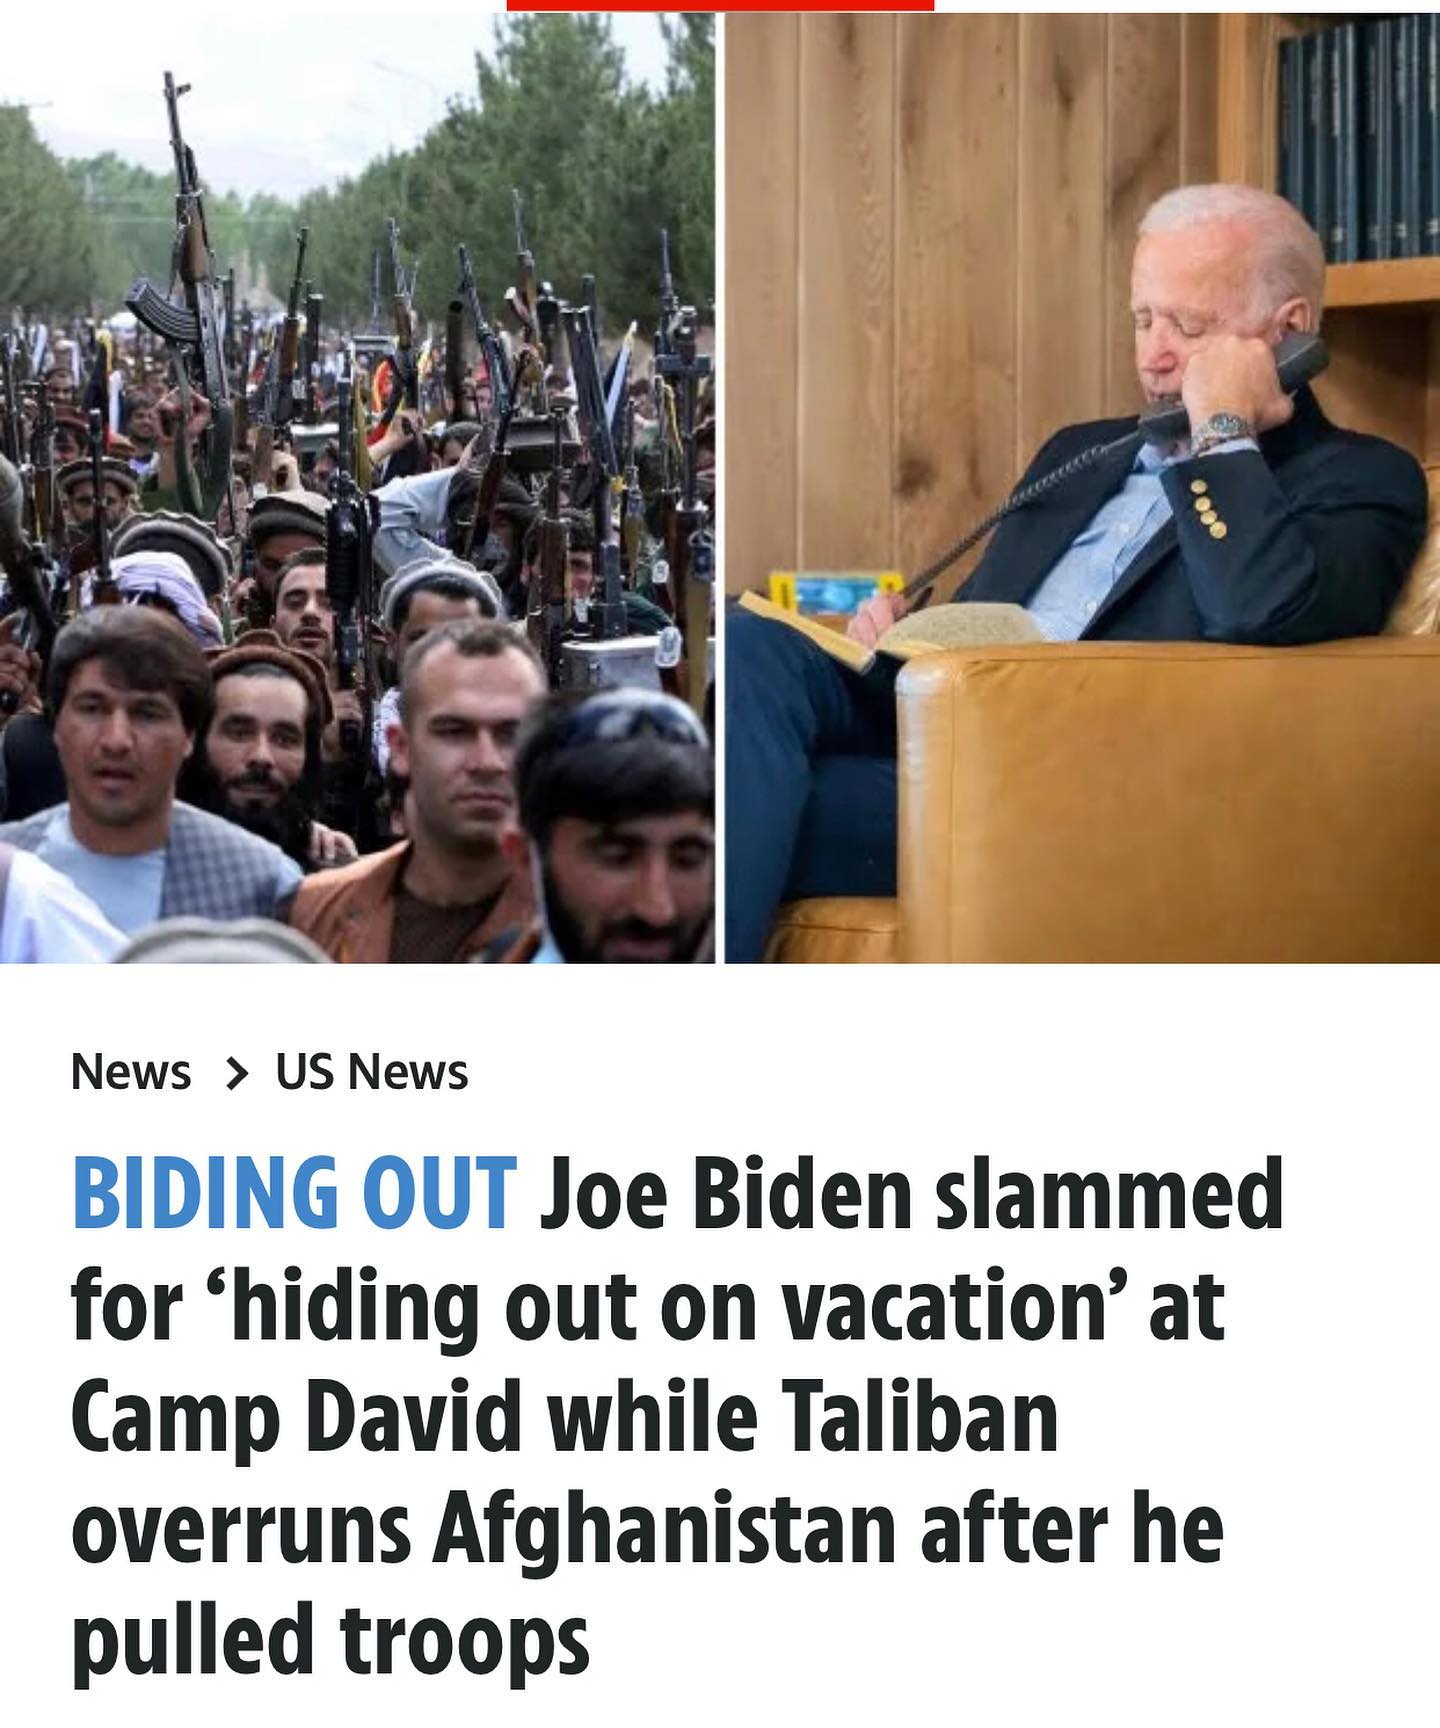 News > US News
BIDING OUT Joe Biden slammed
for ‘hiding out on vacation’ at
Camp David while Taliban
overruns Afghanistan after he
pulled troops